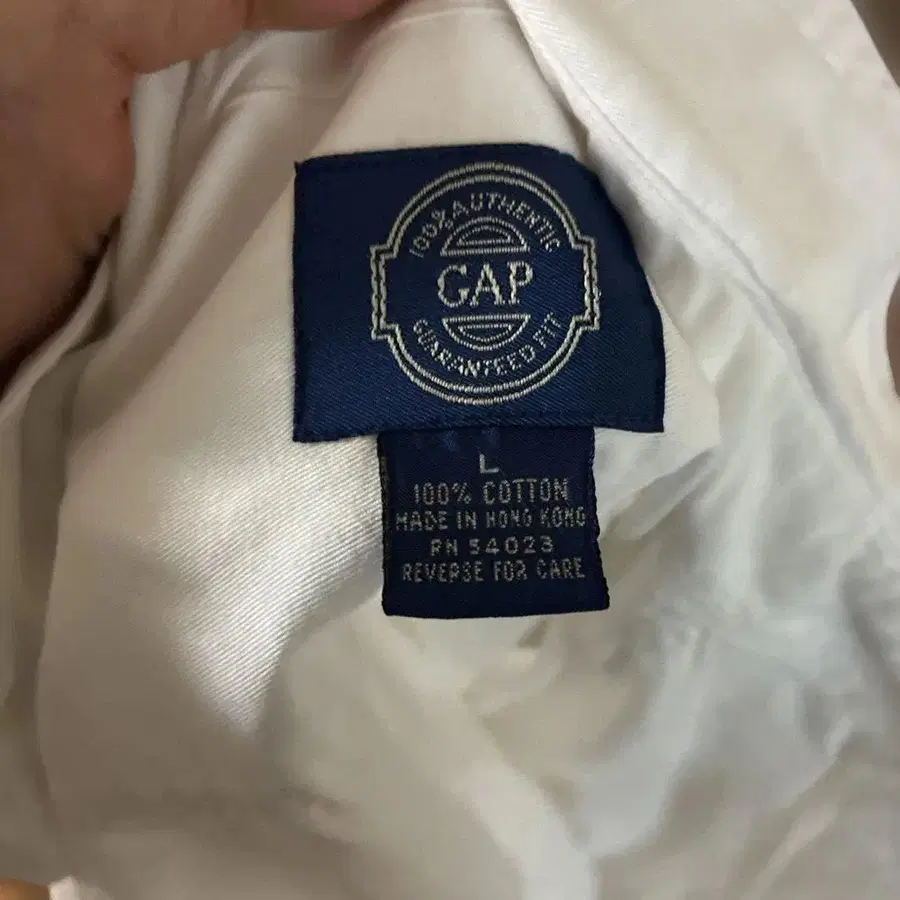 100% AUTHENTIC
GAP
GUARANTEED FIT
L
100% COTTON
MADE IN HONG KONG
RN 54023
REVERSE FOR CARE